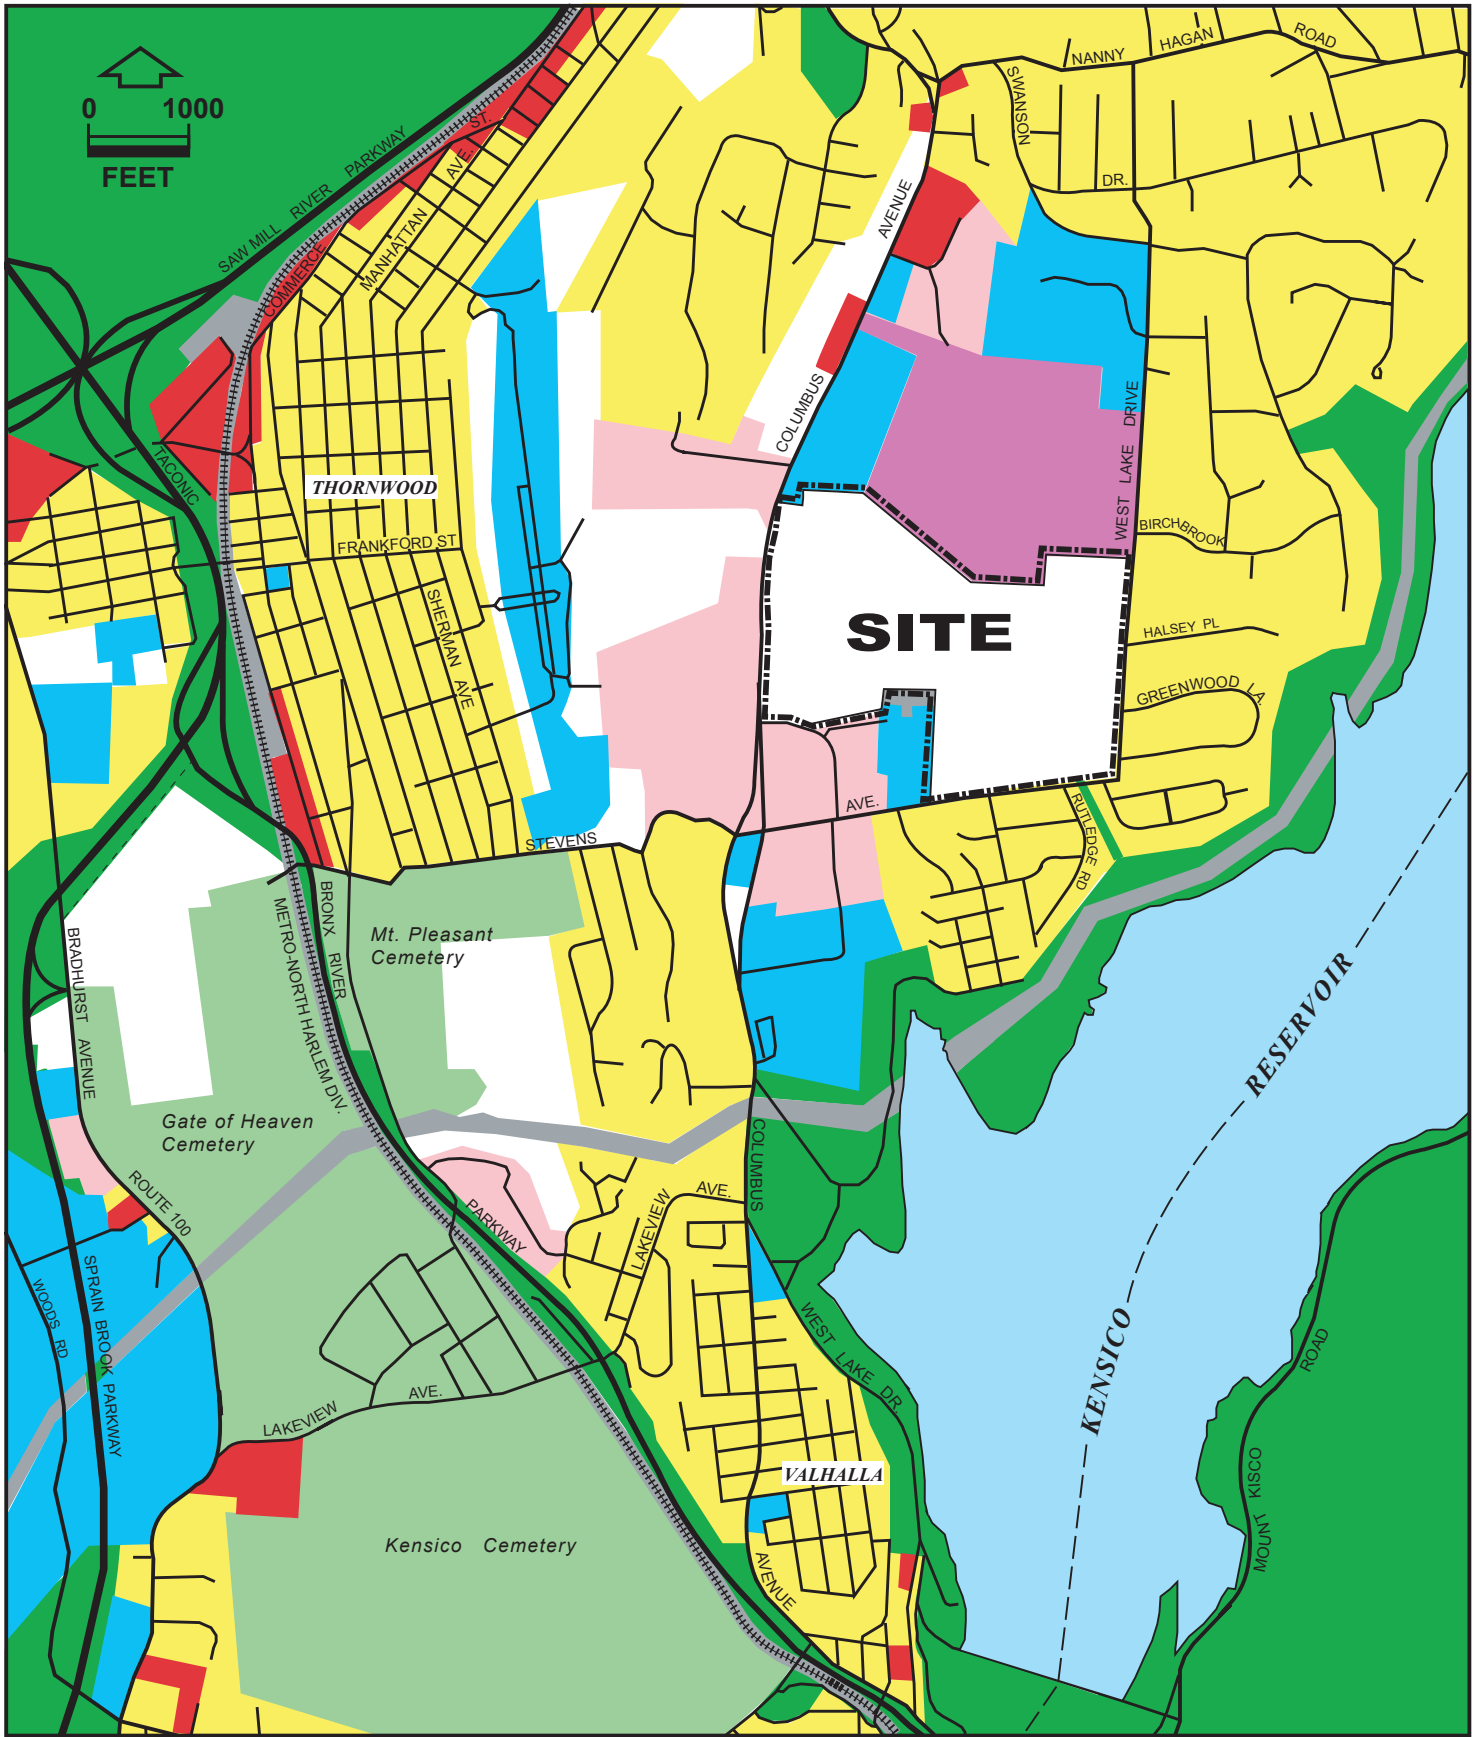 NANNY HAGAN ROAD
SWANSON
DR.
0 1000
FEET
SAW MILL RIVER PARKWAY
COMMERCE ST.
MANHATTAN AVE.
COLUMBUS AVENUE
WEST LAKE DRIVE
TACONIC
THORNWOOD
FRANKFORD ST
SHERMAN AVE
BIRCHBROOK
SITE
HALSEY PL
GREENWOOD LA.
STEVENS AVE.
RUTLEDGE RD
BRADHURST AVENUE
METRO-NORTH HARLEM DIV.
BRONX RIVER PARKWAY
Mt. Pleasant
Cemetery
Gate of Heaven
Cemetery
KENSICO RESERVOIR
ROUTE 100
COLUMBUS AVENUE
LAKEVIEW AVE.
WOODS RD
SPRAIN BROOK PARKWAY
WEST LAKE DR.
LAKEVIEW AVE.
VALHALLA
Kensico Cemetery
MOUNT KISCO ROAD